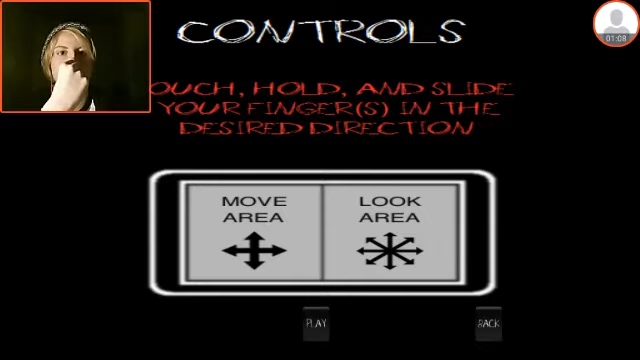 CONTROLS
01:08
OUCH, HOLD, AND SLIDE
YOUR FINGER(S) IN THE
DESIRED DIRECTION
MOVE
AREA
LOOK
AREA
PLAY
BACK